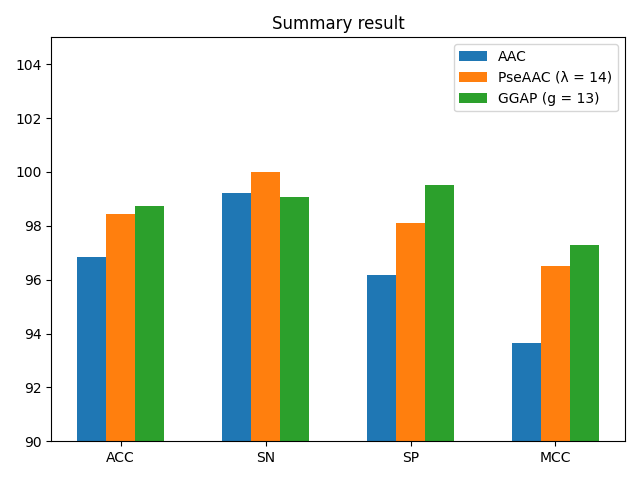 Summary result
AAC
PseAAC (λ = 14)
GGAP (g = 13)
104
102
100
98
96
94
92
90
ACC SN SP MCC